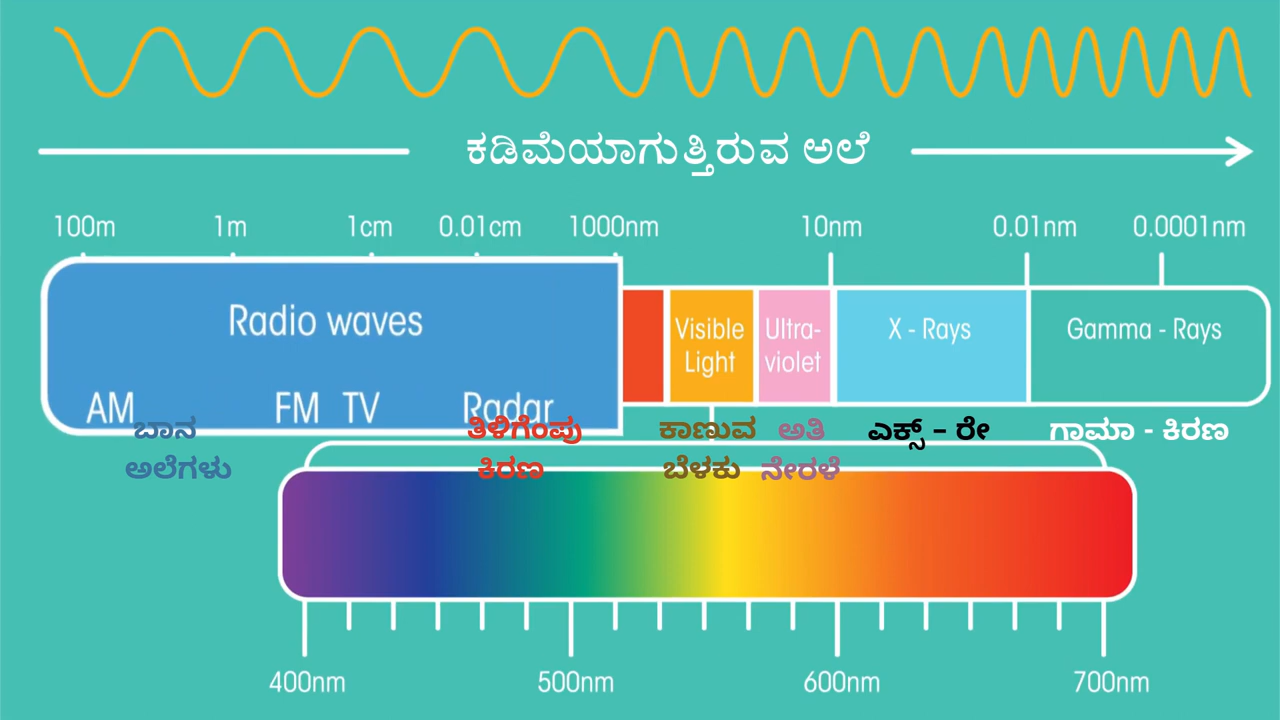 ಕಡಿಮೆಯಾಗುತ್ತಿರುವ ಅಲೆ
100m 1m 1cm 0.01cm 1000nm 10nm 0.01nm 0.0001nm
Radio waves
Visible
Light
Ultra-
violet
X - Rays
Gamma - Rays
AM FM TV Radar
ಬಾನ
ಅಲೆಗಳು
ತಿಳಿಗೆಂಪು
ಕಿರಣ
ಕಾಣುವ
ಬೆಳಕು
ಅತಿ
ನೇರಳೆ
ಎಕ್ಸ್ – ರೇ
ಗಾಮಾ - ಕಿರಣ
400nm 500nm 600nm 700nm